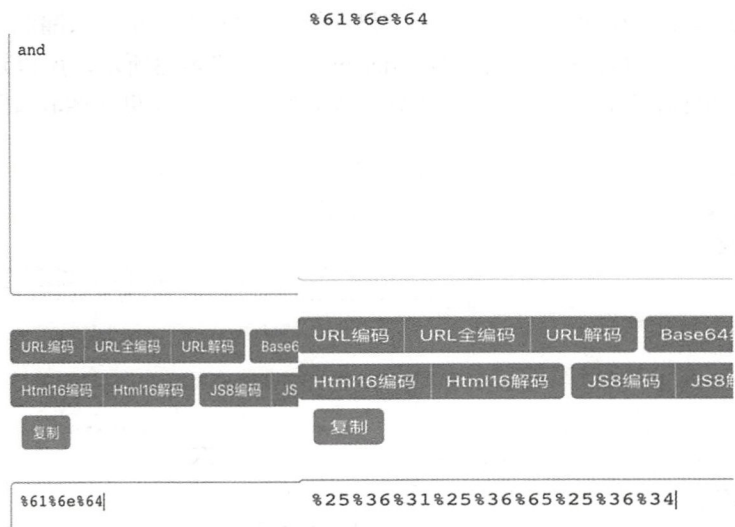 %61%6e%64
and
URL编码 URL全编码 URL解码 Base6
Html16编码 Html16解码 JS8编码 JS
复制
%61%6e%64
URL编码 URL全编码 URL解码 Base64
Html16编码 Html16解码 JS8编码 JS8
复制
%25%36%31%25%36%65%25%36%34